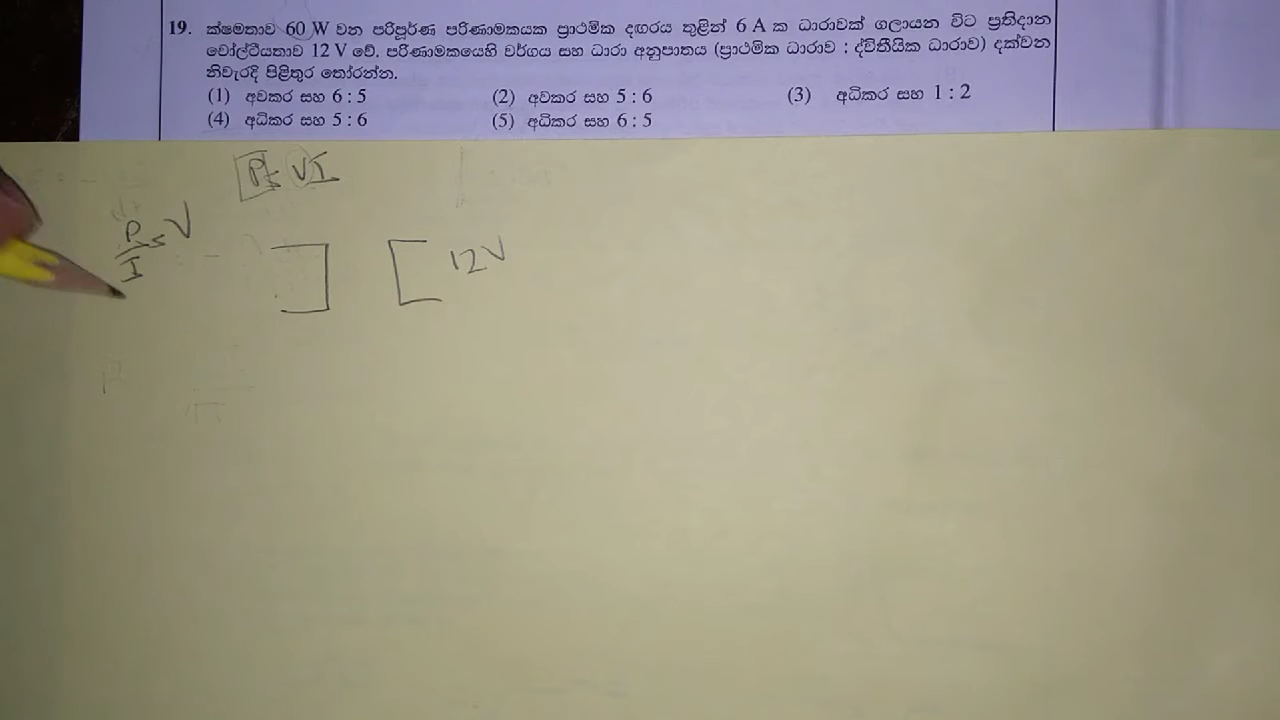 19. ක්ෂමතාව 60 W වන පරිපූර්ණ පරිණාමකයක ප්‍රාථමික දඟරය තුළින් 6 A ක ධාරාවක් ගලායන විට ප්‍රතිදාන
වෝල්ටීයතාව 12 V වේ. පරිණාමකයෙහි වර්ගය සහ ධාරා අනුපාතය (ප්‍රාථමික ධාරාව : ද්විතීයික ධාරාව) දක්වන
නිවැරදි පිළිතුර තෝරන්න.
(1) අවකර සහ 6 : 5 (2) අවකර සහ 5 : 6 (3) අධිකර සහ 1 : 2
(4) අධිකර සහ 5 : 6 (5) අධිකර සහ 6 : 5
P = VI
P/I = V
12V